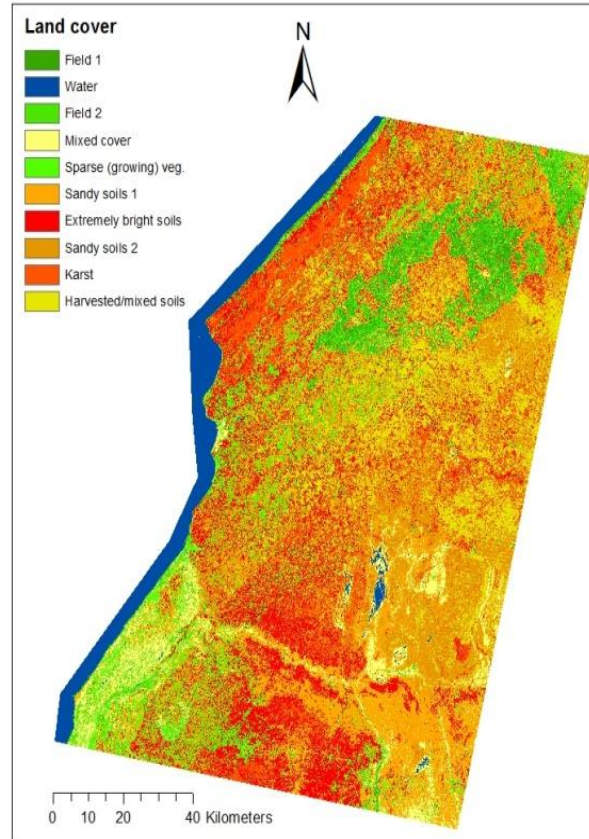 Land cover
Field 1
Water
Field 2
Mixed cover
Sparse (growing) veg.
Sandy soils 1
Extremely bright soils
Sandy soils 2
Karst
Harvested/mixed soils
N
0 10 20 40 Kilometers